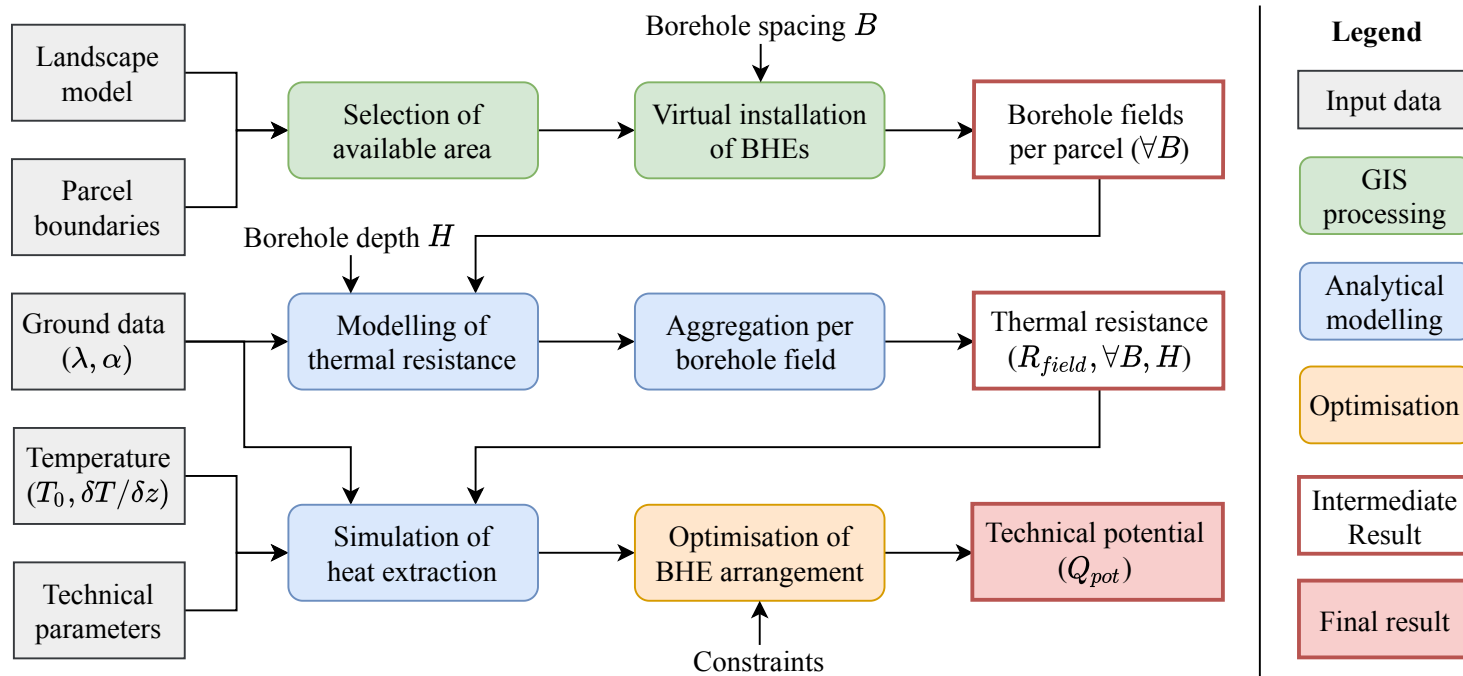 Landscape
model
Parcel
boundaries
Ground data
(λ, α)
Temperature
(T₀, δT/δz)
Technical
parameters
Borehole spacing B
Selection of
available area
Virtual installation
of BHEs
Borehole fields
per parcel (∀B)
Borehole depth H
Modelling of
thermal resistance
Aggregation per
borehole field
Thermal resistance
(R_field, ∀B, H)
Simulation of
heat extraction
Optimisation of
BHE arrangement
Technical potential
(Q_pot)
Constraints
Legend
Input data
GIS
processing
Analytical
modelling
Optimisation
Intermediate
Result
Final result